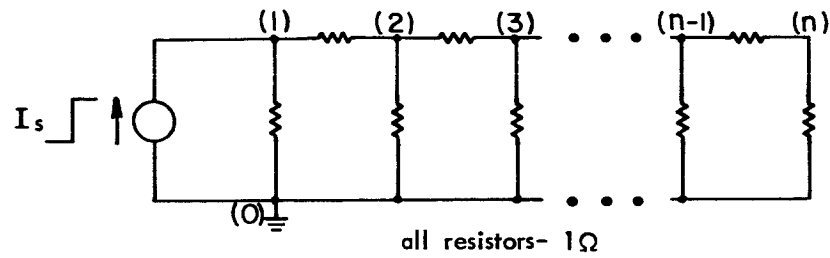 (1) (2) (3) (n-1) (n)
Is
(0)
all resistors- 1Ω